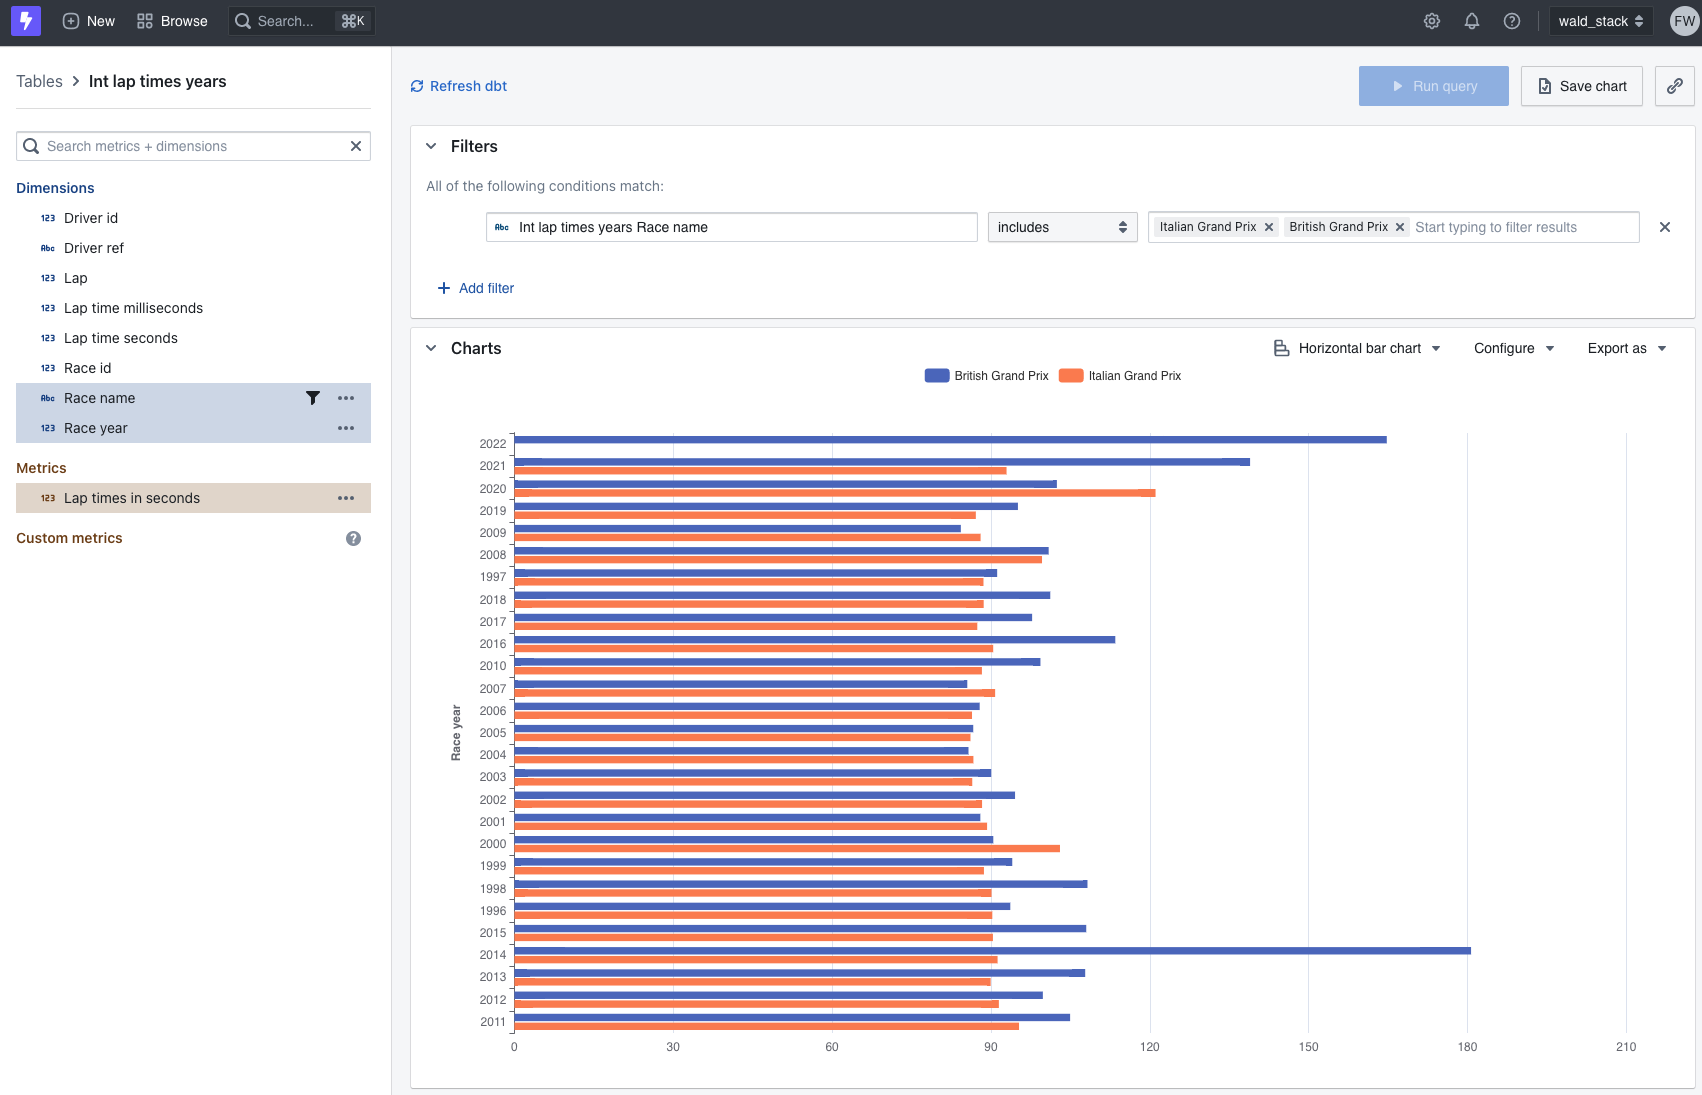 New Browse Search... ⌘K wald_stack FW
Tables > Int lap times years
Search metrics + dimensions
Dimensions
123 Driver id
Abc Driver ref
123 Lap
123 Lap time milliseconds
123 Lap time seconds
123 Race id
Abc Race name
123 Race year
Metrics
123 Lap times in seconds
Custom metrics
Refresh dbt Run query Save chart
Filters
All of the following conditions match:
Abc Int lap times years Race name includes Italian Grand Prix British Grand Prix Start typing to filter results
+ Add filter
Charts Horizontal bar chart Configure Export as
British Grand Prix Italian Grand Prix
Race year
2022
2021
2020
2019
2009
2008
1997
2018
2017
2016
2010
2007
2006
2005
2004
2003
2002
2001
2000
1999
1998
1996
2015
2014
2013
2012
2011
0 30 60 90 120 150 180 210